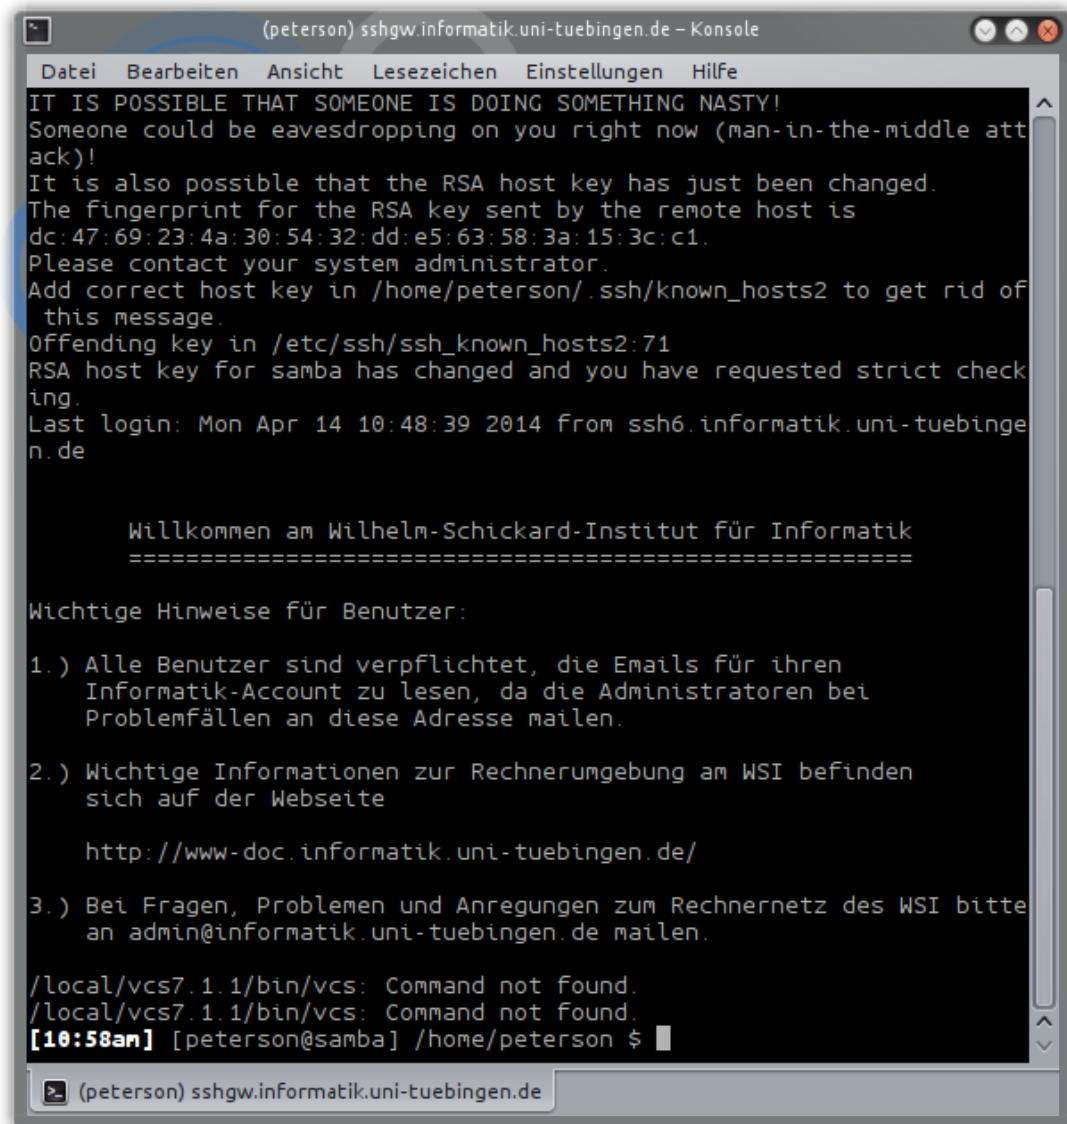 (peterson) sshgw.informatik.uni-tuebingen.de – Konsole
Datei Bearbeiten Ansicht Lesezeichen Einstellungen Hilfe
IT IS POSSIBLE THAT SOMEONE IS DOING SOMETHING NASTY!
Someone could be eavesdropping on you right now (man-in-the-middle att
ack)!
It is also possible that the RSA host key has just been changed.
The fingerprint for the RSA key sent by the remote host is
dc:47:69:23:4a:30:54:32:dd:e5:63:58:3a:15:3c:c1.
Please contact your system administrator.
Add correct host key in /home/peterson/.ssh/known_hosts2 to get rid of
 this message.
Offending key in /etc/ssh/ssh_known_hosts2:71
RSA host key for samba has changed and you have requested strict check
ing.
Last login: Mon Apr 14 10:48:39 2014 from ssh6.informatik.uni-tuebinge
n.de
Willkommen am Wilhelm-Schickard-Institut für Informatik
=======================================================
Wichtige Hinweise für Benutzer:
1.) Alle Benutzer sind verpflichtet, die Emails für ihren
Informatik-Account zu lesen, da die Administratoren bei
Problemfällen an diese Adresse mailen.
2.) Wichtige Informationen zur Rechnerumgebung am WSI befinden
sich auf der Webseite
http://www-doc.informatik.uni-tuebingen.de/
3.) Bei Fragen, Problemen und Anregungen zum Rechnernetz des WSI bitte
an admin@informatik.uni-tuebingen.de mailen.
/local/vcs7.1.1/bin/vcs: Command not found.
/local/vcs7.1.1/bin/vcs: Command not found.
[10:58am] [peterson@samba] /home/peterson $
(peterson) sshgw.informatik.uni-tuebingen.de